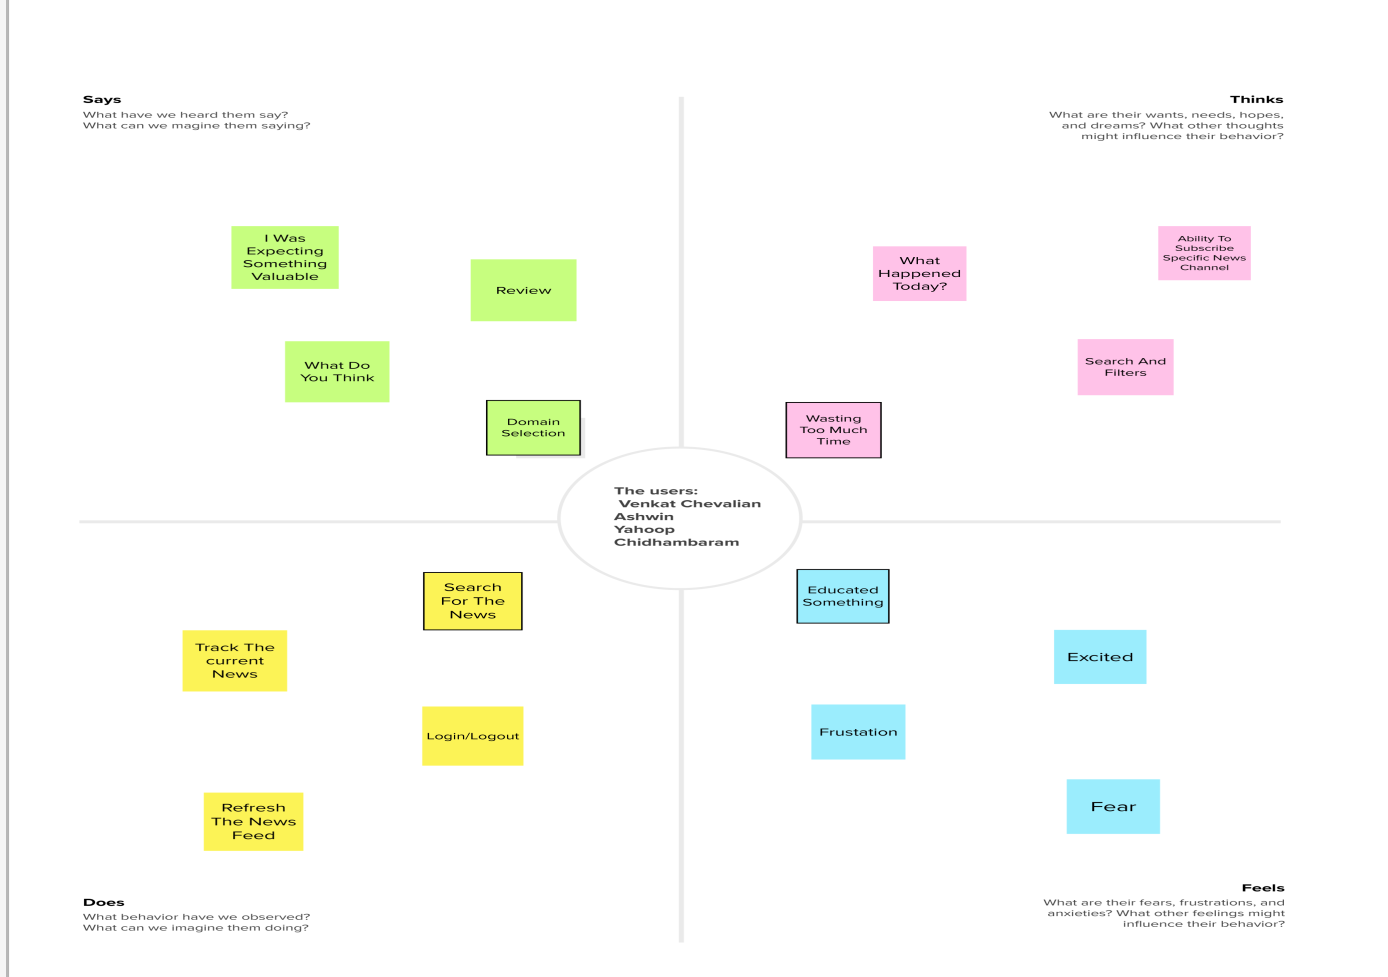 Says
What have we heard them say?
What can we magine them saying?
Thinks
What are their wants, needs, hopes,
and dreams? What other thoughts
might influence their behavior?
I Was
Expecting
Something
Valuable
Review
What Do
You Think
Domain
Selection
What
Happened
Today?
Ability To
Subscribe
Specific News
Channel
Search And
Filters
Wasting
Too Much
Time
The users:
Venkat Chevalian
Ashwin
Yahoop
Chidhambaram
Search
For The
News
Track The
current
News
Login/Logout
Refresh
The News
Feed
Educated
Something
Excited
Frustation
Fear
Does
What behavior have we observed?
What can we imagine them doing?
Feels
What are their fears, frustrations, and
anxieties? What other feelings might
influence their behavior?